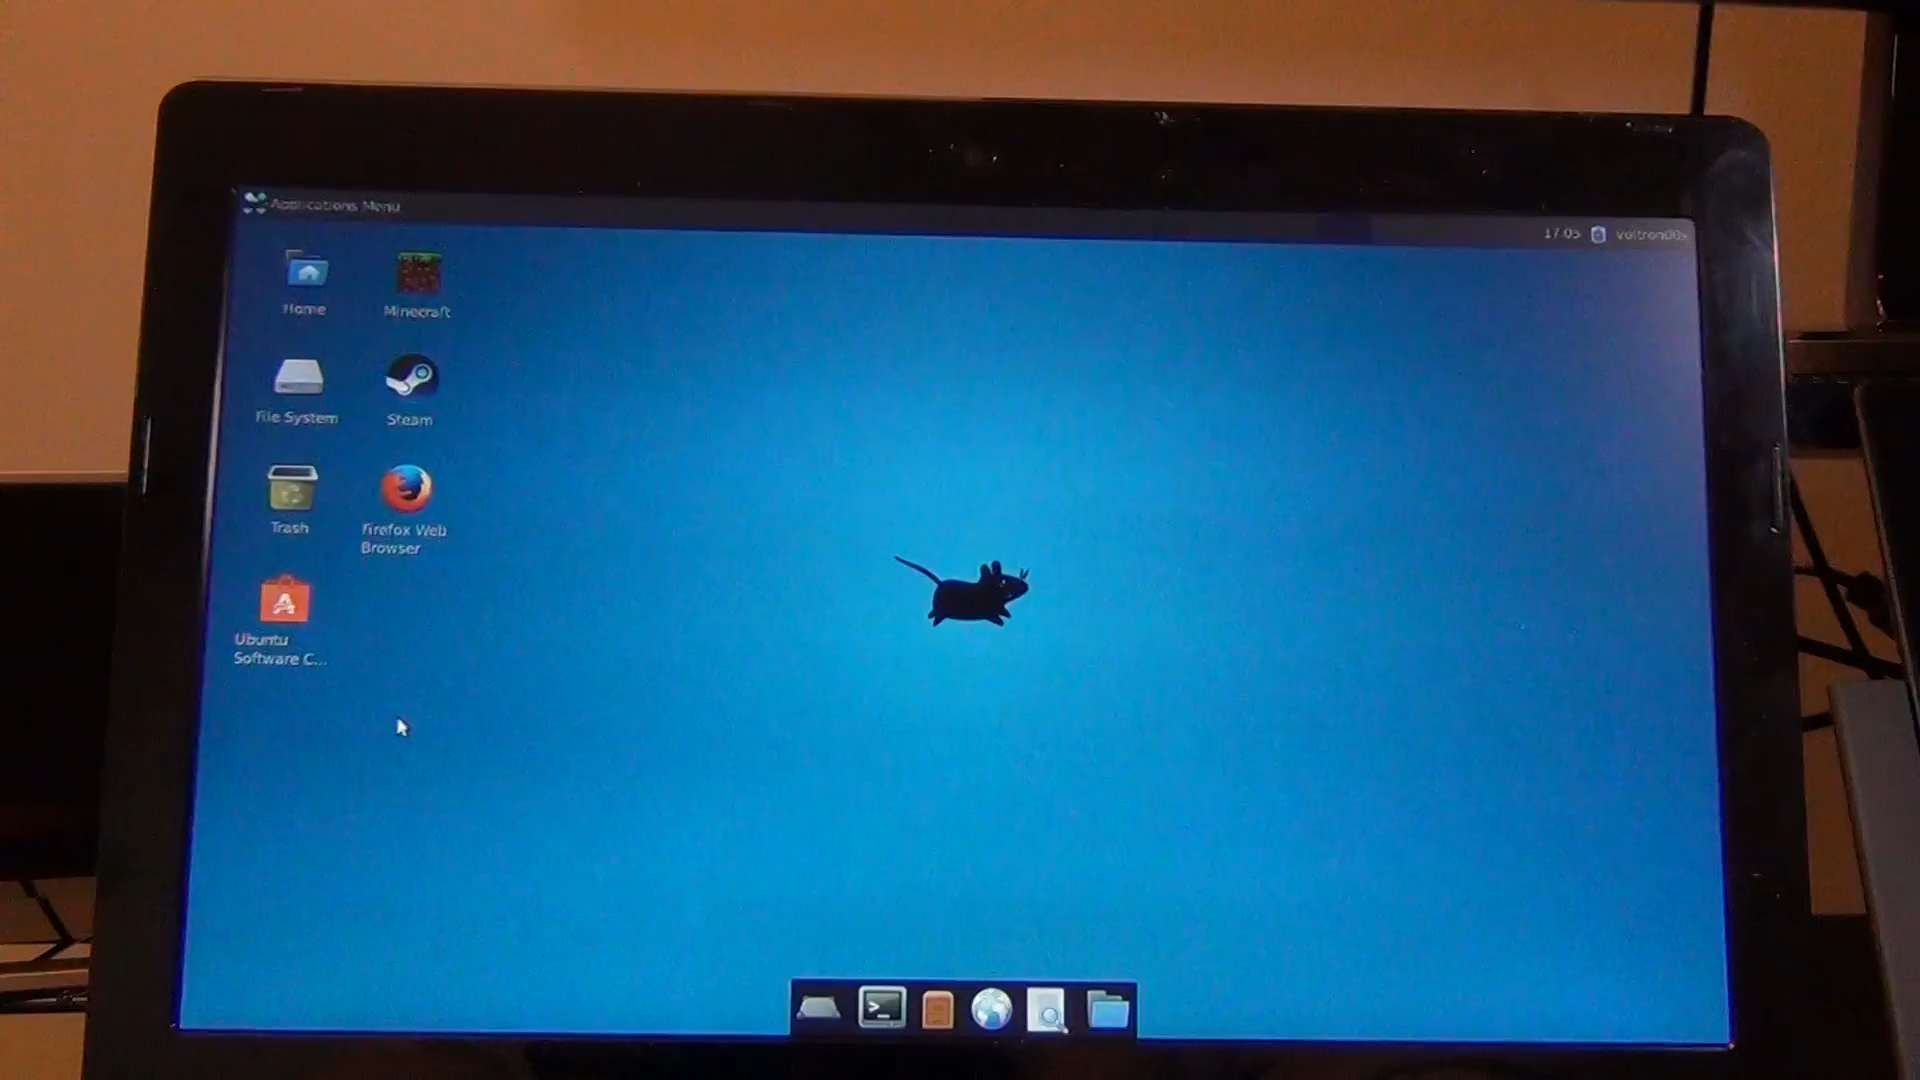 Applications Menu
17:05
Home
Minecraft
File System
Steam
Trash
Firefox Web
Browser
Ubuntu
Software C...